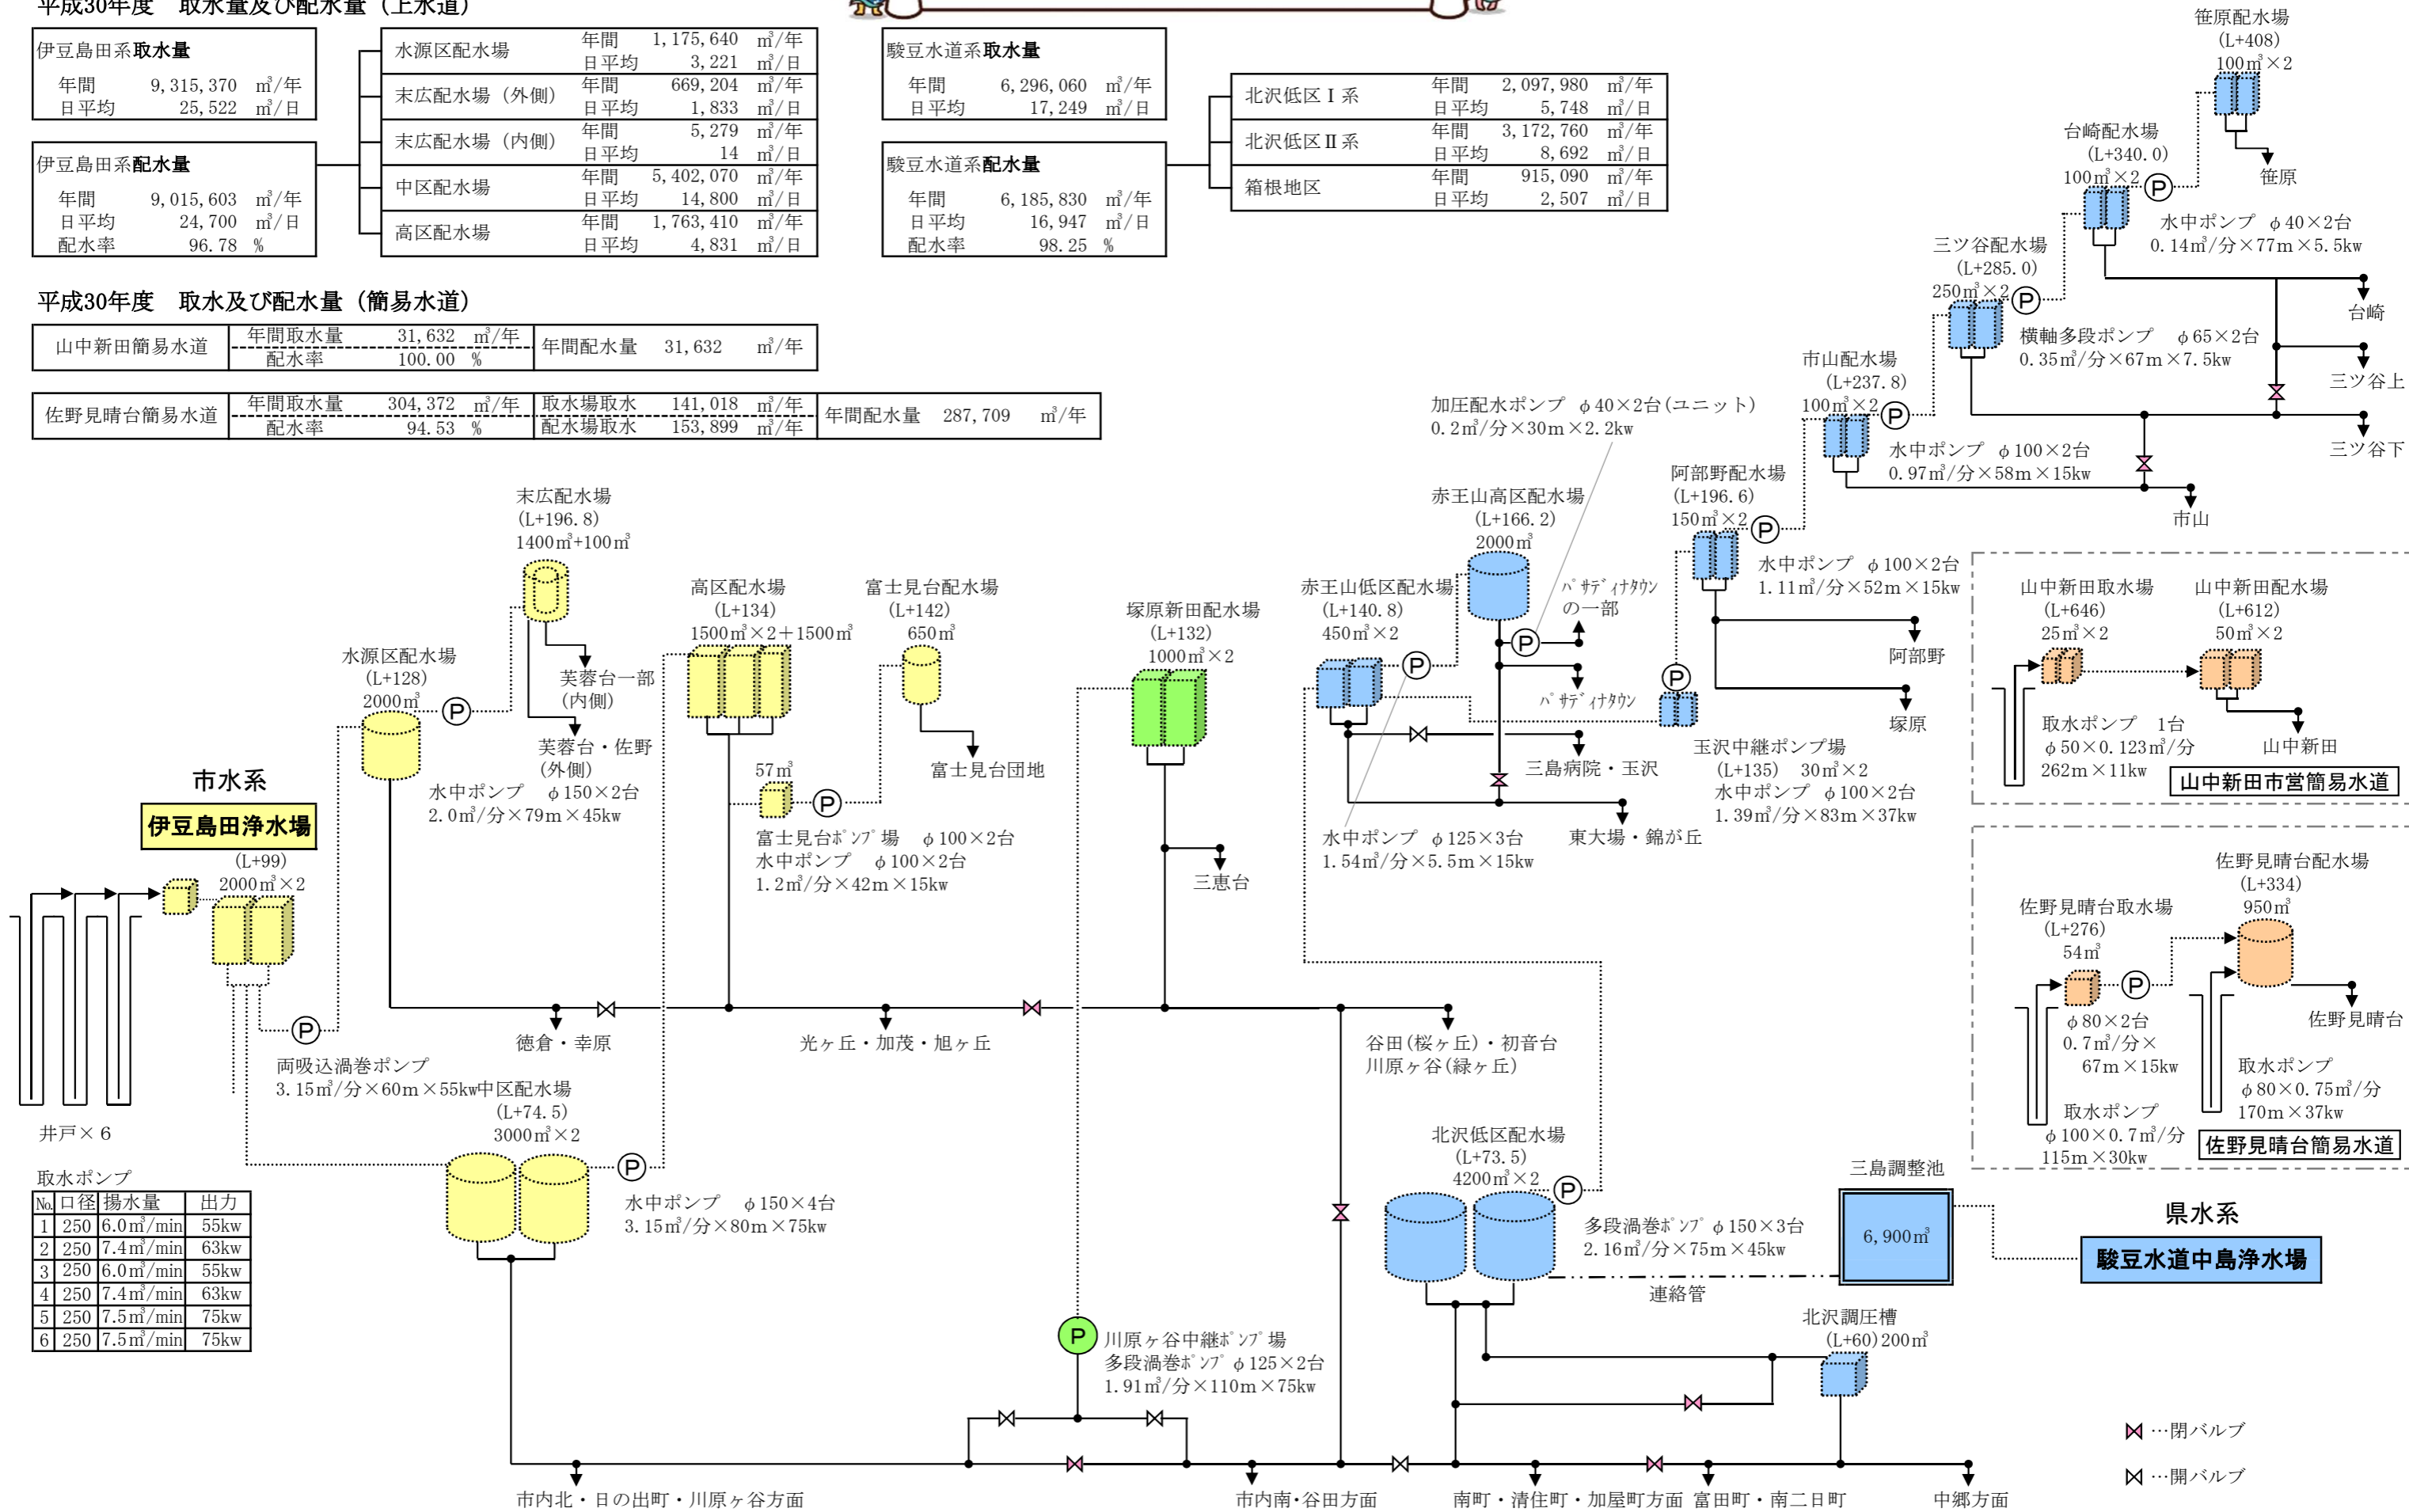 平成30年度　取水量及び配水量（上水道）
伊豆島田系取水量
年間　9,315,370　㎥/年
日平均　25,522　㎥/日
伊豆島田系配水量
年間　9,015,603　㎥/年
日平均　24,700　㎥/日
配水率　96.78　%
水源区配水場　年間　1,175,640　㎥/年
日平均　3,221　㎥/日
末広配水場（外側）　年間　669,204　㎥/年
日平均　1,833　㎥/日
末広配水場（内側）　年間　5,279　㎥/年
日平均　14　㎥/日
中区配水場　年間　5,402,070　㎥/年
日平均　14,800　㎥/日
高区配水場　年間　1,763,410　㎥/年
日平均　4,831　㎥/日
駿豆水道系取水量
年間　6,296,060　㎥/年
日平均　17,249　㎥/日
駿豆水道系配水量
年間　6,185,830　㎥/年
日平均　16,947　㎥/日
配水率　98.25　%
北沢低区Ⅰ系　年間　2,097,980　㎥/年
日平均　5,748　㎥/日
北沢低区Ⅱ系　年間　3,172,760　㎥/年
日平均　8,692　㎥/日
箱根地区　年間　915,090　㎥/年
日平均　2,507　㎥/日
平成30年度　取水及び配水量（簡易水道）
山中新田簡易水道　年間取水量　31,632　㎥/年　年間配水量　31,632　㎥/年
配水率　100.00　%
佐野見晴台簡易水道　年間取水量　304,372　㎥/年　取水場取水　141,018　㎥/年　年間配水量　287,709　㎥/年
配水率　94.53　%　配水場取水　153,899　㎥/年
笹原配水場
(L+408)
100㎥×2
笹原
台崎配水場
(L+340.0)
100㎥×2
P
水中ポンプ　φ40×2台
0.14㎥/分×77m×5.5kw
台崎
三ツ谷配水場
(L+285.0)
250㎥×2
P
横軸多段ポンプ　φ65×2台
0.35㎥/分×67m×7.5kw
三ツ谷上
三ツ谷下
市山配水場
(L+237.8)
100㎥×2
P
水中ポンプ　φ100×2台
0.97㎥/分×58m×15kw
市山
加圧配水ポンプ　φ40×2台(ユニット)
0.2㎥/分×30m×2.2kw
阿部野配水場
(L+196.6)
150㎥×2
P
水中ポンプ　φ100×2台
1.11㎥/分×52m×15kw
阿部野
塚原
赤王山高区配水場
(L+166.2)
2000㎥
P
ﾊﾟｻﾃﾞｨﾅﾀｳﾝ
の一部
ﾊﾟｻﾃﾞｨﾅﾀｳﾝ
赤王山低区配水場
(L+140.8)
450㎥×2
P
三島病院・玉沢
東大場・錦が丘
水中ポンプ　φ125×3台
1.54㎥/分×5.5m×15kw
P
玉沢中継ポンプ場
(L+135)　30㎥×2
水中ポンプ　φ100×2台
1.39㎥/分×83m×37kw
末広配水場
(L+196.8)
1400㎥+100㎥
芙蓉台一部
(内側)
芙蓉台・佐野
(外側)
水源区配水場
(L+128)
2000㎥
P
水中ポンプ　φ150×2台
2.0㎥/分×79m×45kw
高区配水場
(L+134)
1500㎥×2＋1500㎥
富士見台配水場
(L+142)
650㎥
富士見台団地
57㎥
P
富士見台ﾎﾟﾝﾌﾟ場　φ100×2台
水中ポンプ　φ100×2台
1.2㎥/分×42m×15kw
塚原新田配水場
(L+132)
1000㎥×2
三恵台
市水系
伊豆島田浄水場
(L+99)
2000㎥×2
井戸×６
P
両吸込渦巻ポンプ
3.15㎥/分×60m×55kw
徳倉・幸原
光ヶ丘・加茂・旭ヶ丘
谷田(桜ヶ丘)・初音台
川原ヶ谷(緑ヶ丘)
中区配水場
(L+74.5)
3000㎥×2
P
水中ポンプ　φ150×4台
3.15㎥/分×80m×75kw
取水ポンプ
№　口径　揚水量　出力
1　250　6.0㎥/min　55kw
2　250　7.4㎥/min　63kw
3　250　6.0㎥/min　55kw
4　250　7.4㎥/min　63kw
5　250　7.5㎥/min　75kw
6　250　7.5㎥/min　75kw
P
川原ヶ谷中継ﾎﾟﾝﾌﾟ場
多段渦巻ﾎﾟﾝﾌﾟφ125×2台
1.91㎥/分×110m×75kw
北沢低区配水場
(L+73.5)
4200㎥×2
P
多段渦巻ﾎﾟﾝﾌﾟφ150×3台
2.16㎥/分×75m×45kw
連絡管
三島調整池
6,900㎥
県水系
駿豆水道中島浄水場
北沢調圧槽
(L+60)200㎥
市内北・日の出町・川原ヶ谷方面
市内南・谷田方面
南町・清住町・加屋町方面
富田町・南二日町
中郷方面
山中新田取水場
(L+646)
25㎥×2
山中新田配水場
(L+612)
50㎥×2
取水ポンプ　1台
φ50×0.123㎥/分
262m×11kw
山中新田
山中新田市営簡易水道
佐野見晴台配水場
(L+334)
950㎥
佐野見晴台取水場
(L+276)
54㎥
P
φ80×2台
0.7㎥/分×
67m×15kw
佐野見晴台
取水ポンプ
φ80×0.75㎥/分
170m×37kw
取水ポンプ
φ100×0.7㎥/分
115m×30kw
佐野見晴台簡易水道
…閉バルブ
…開バルブ